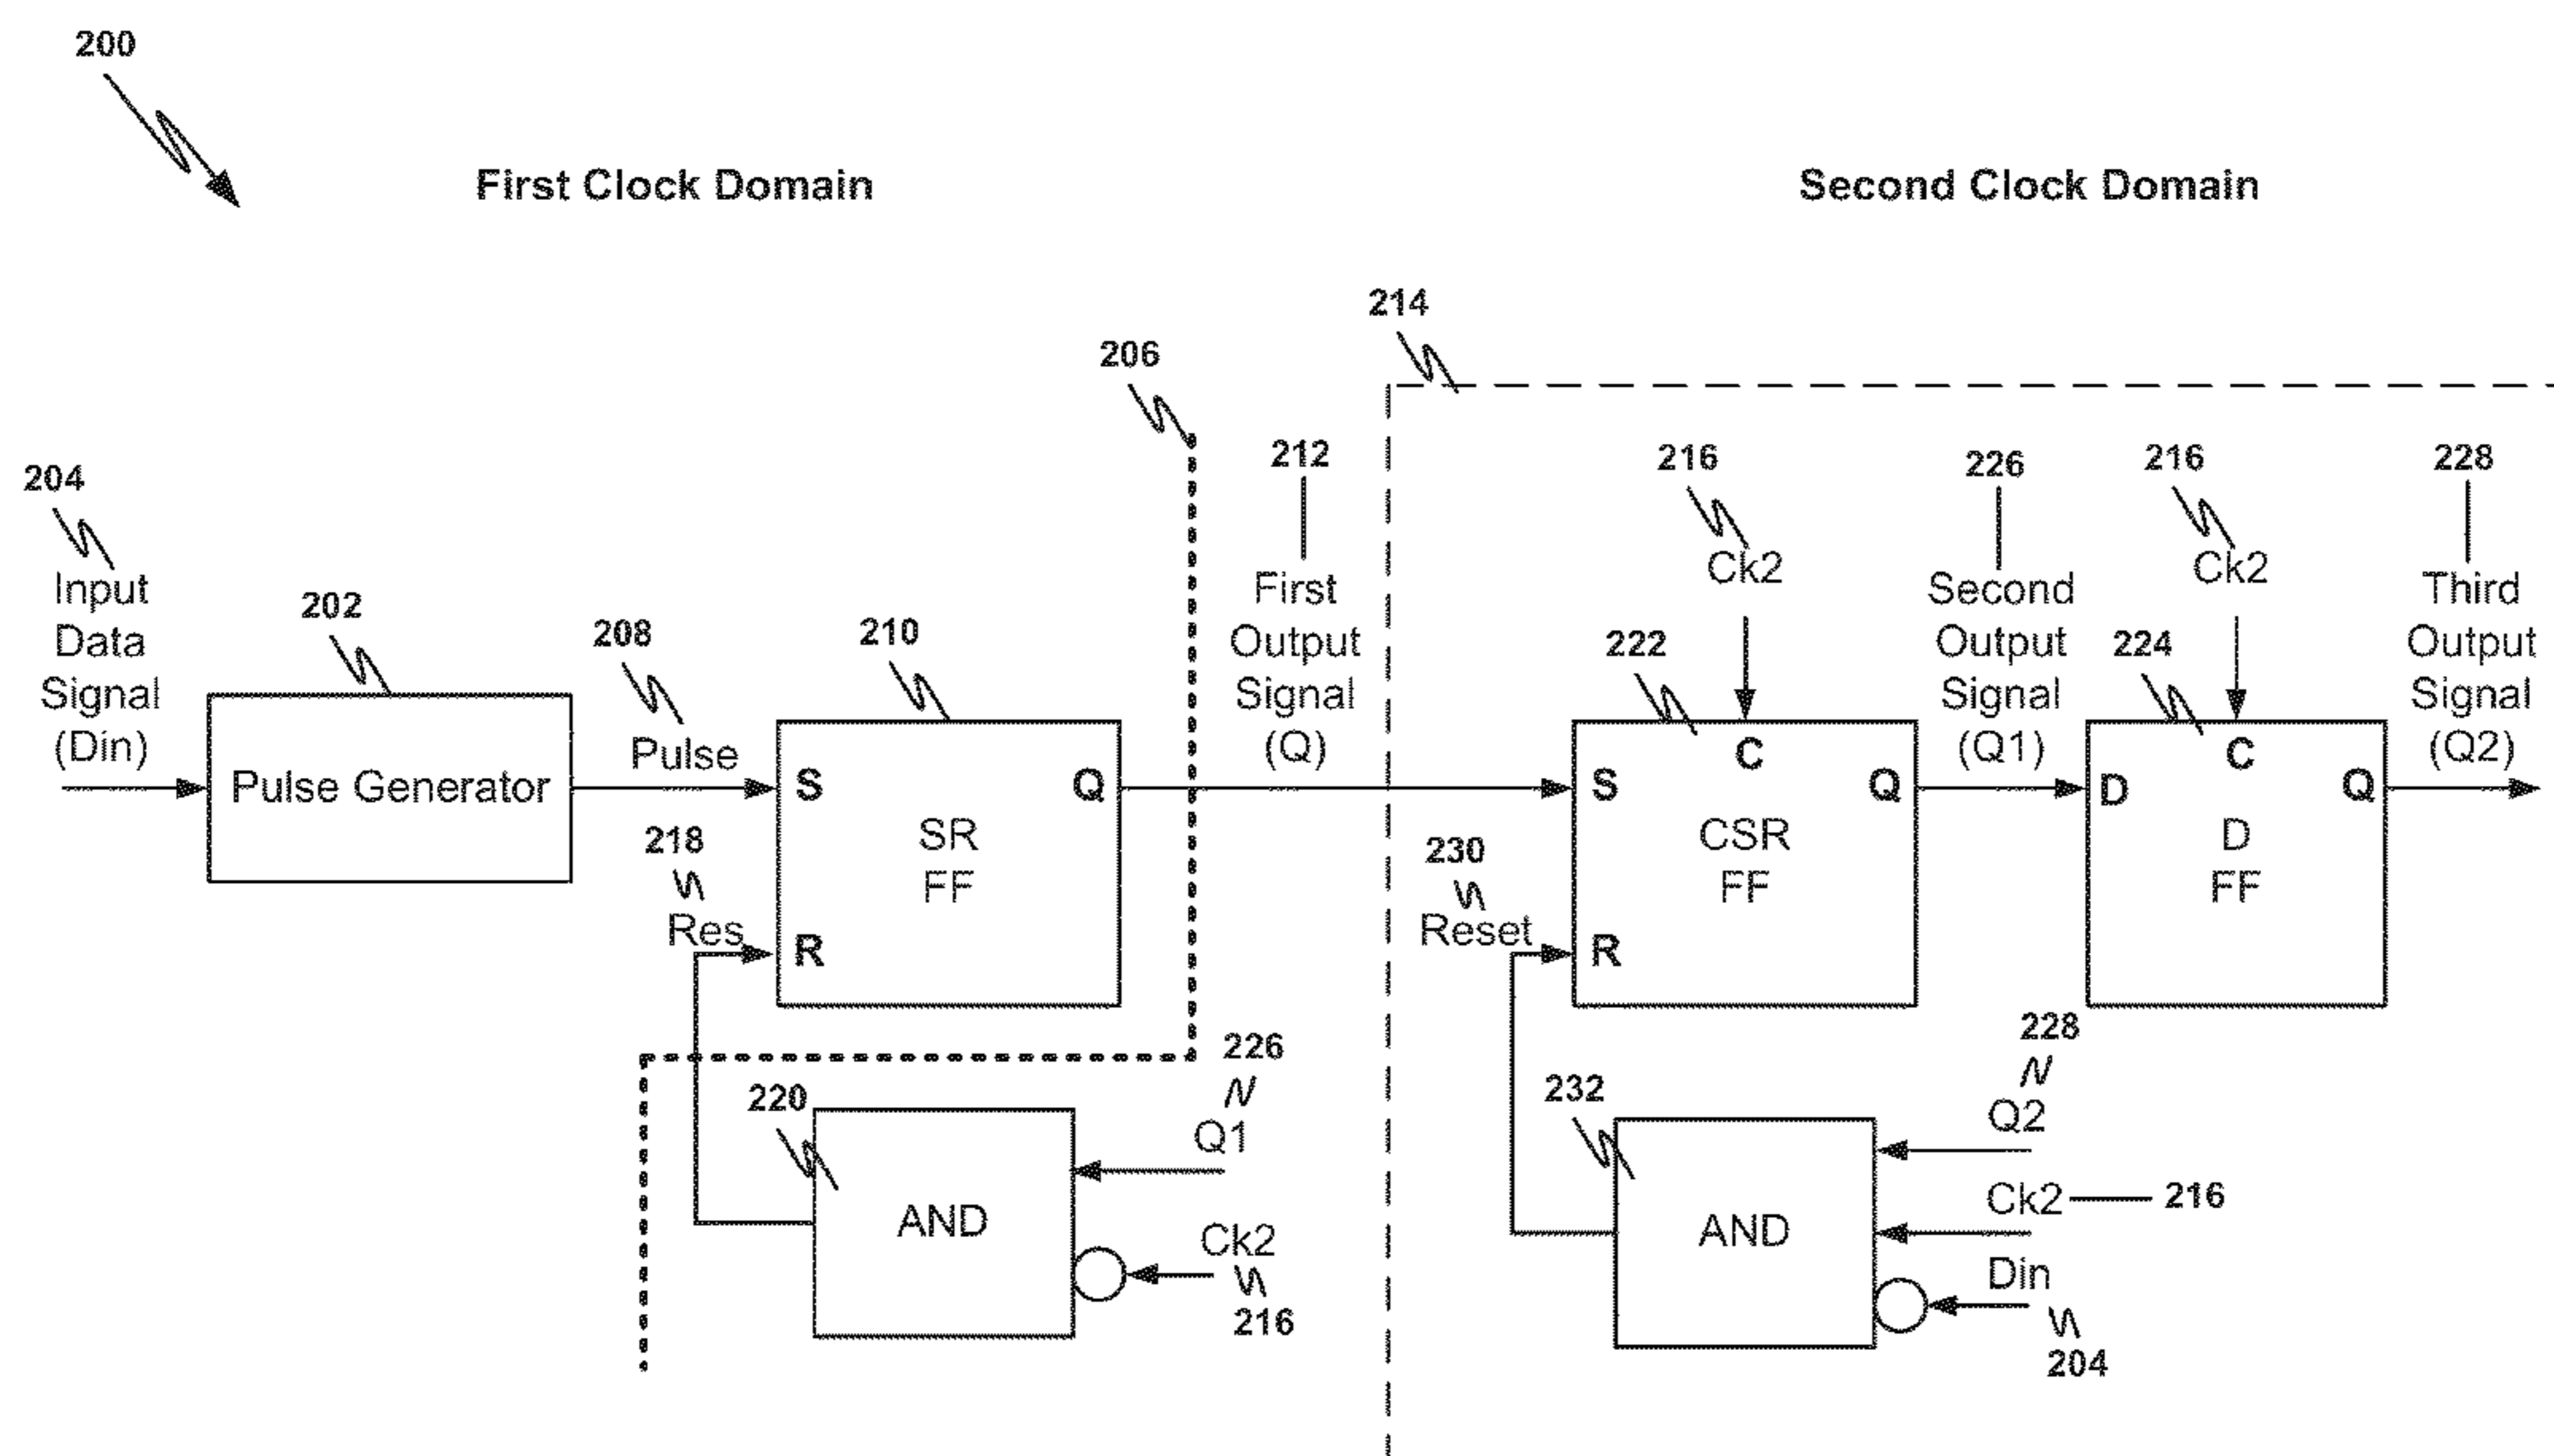 200
First Clock Domain
Second Clock Domain
214
206
212
216
226
216
228
204
Input
Data
Signal
(Din)
202
Pulse Generator
208
Pulse
210
S
Q
SR
FF
R
218
Res
First
Output
Signal
(Q)
Ck2
222
C
S
Q
CSR
FF
R
230
Reset
Second
Output
Signal
(Q1)
Ck2
224
C
D
Q
D
FF
Third
Output
Signal
(Q2)
220
AND
226
Q1
Ck2
216
232
AND
228
Q2
Ck2
216
Din
204